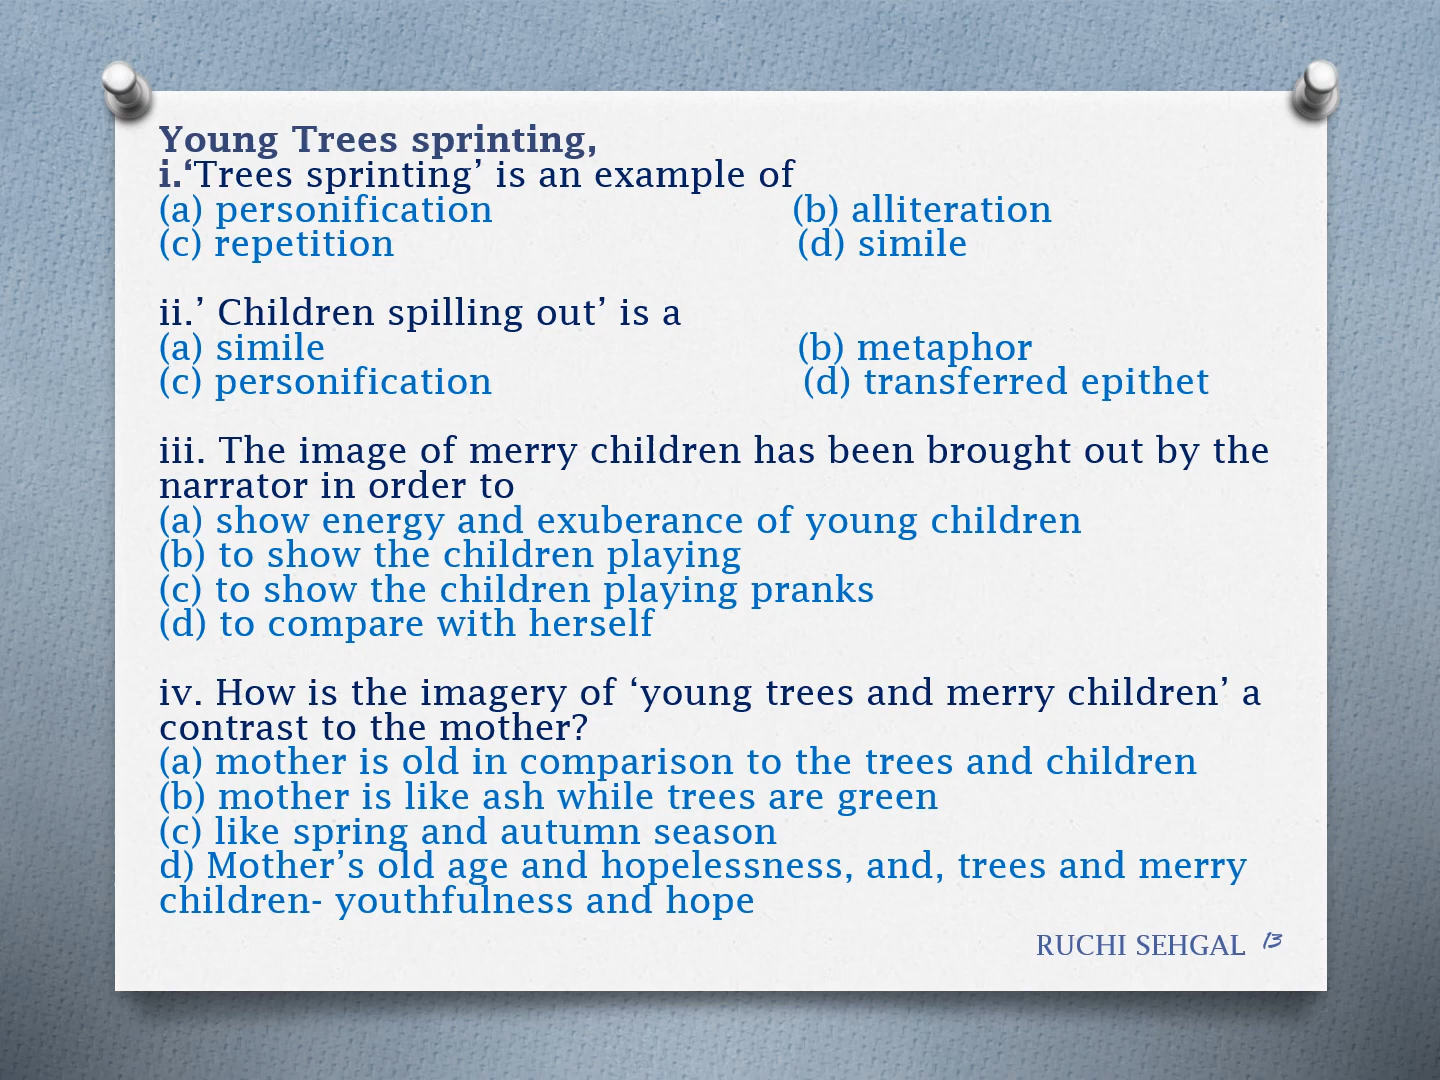 Young Trees sprinting,
i.‘Trees sprinting’ is an example of
(a) personification (b) alliteration
(c) repetition (d) simile
ii.’ Children spilling out’ is a
(a) simile (b) metaphor
(c) personification (d) transferred epithet
iii. The image of merry children has been brought out by the
narrator in order to
(a) show energy and exuberance of young children
(b) to show the children playing
(c) to show the children playing pranks
(d) to compare with herself
iv. How is the imagery of ‘young trees and merry children’ a
contrast to the mother?
(a) mother is old in comparison to the trees and children
(b) mother is like ash while trees are green
(c) like spring and autumn season
d) Mother’s old age and hopelessness, and, trees and merry
children- youthfulness and hope
RUCHI SEHGAL 13